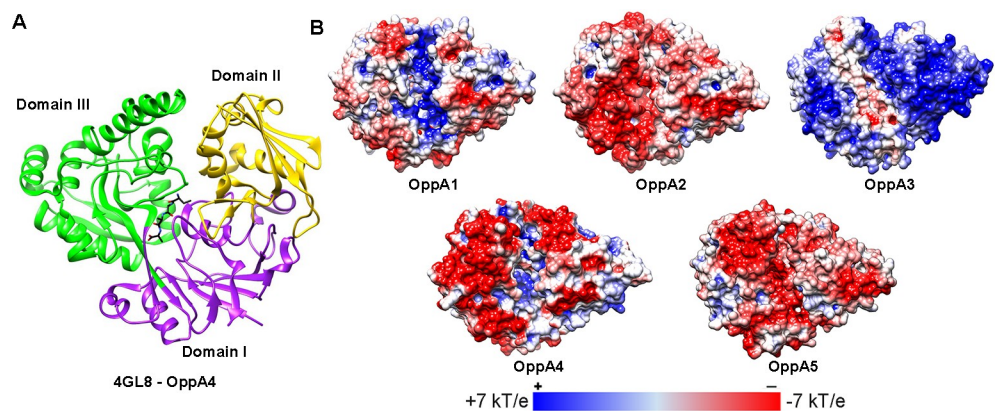 A
B
Domain II
Domain III
OppA1
OppA2
OppA3
Domain I
4GL8 - OppA4
OppA4
OppA5
+
–
+7 kT/e
-7 kT/e